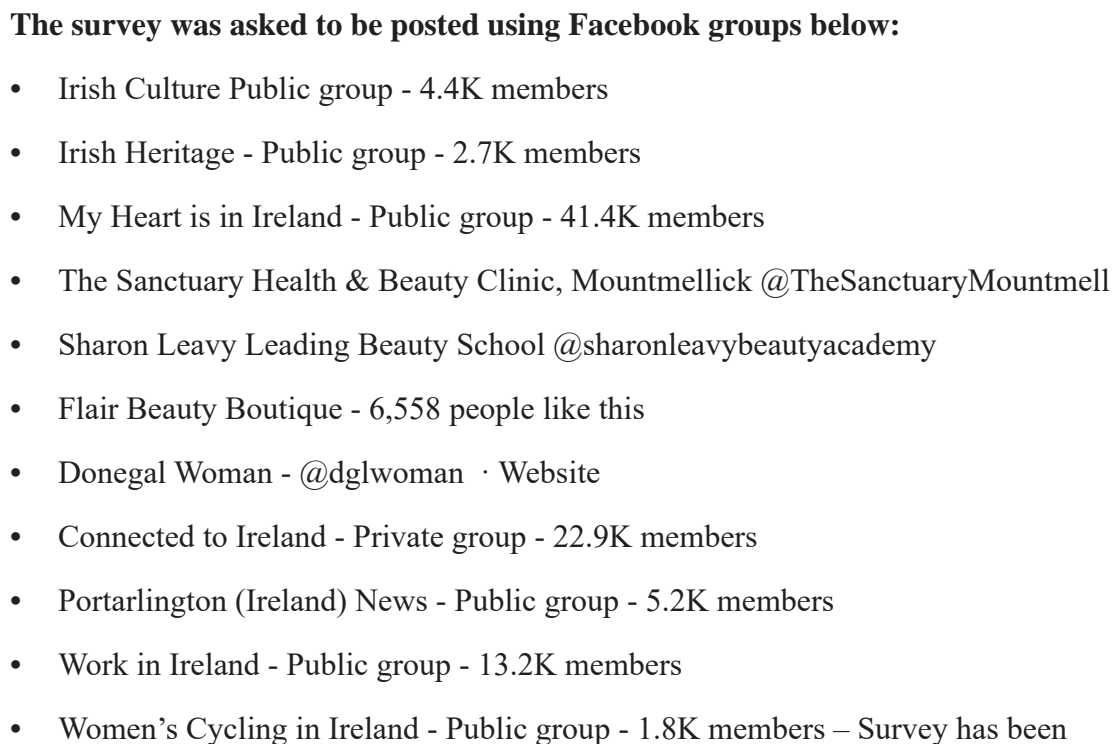 The survey was asked to be posted using Facebook groups below:
• Irish Culture Public group - 4.4K members
• Irish Heritage - Public group - 2.7K members
• My Heart is in Ireland - Public group - 41.4K members
• The Sanctuary Health & Beauty Clinic, Mountmellick @TheSanctuaryMountmell
• Sharon Leavy Leading Beauty School @sharonleavybeautyacademy
• Flair Beauty Boutique - 6,558 people like this
• Donegal Woman - @dglwoman · Website
• Connected to Ireland - Private group - 22.9K members
• Portarlington (Ireland) News - Public group - 5.2K members
• Work in Ireland - Public group - 13.2K members
• Women’s Cycling in Ireland - Public group - 1.8K members – Survey has been